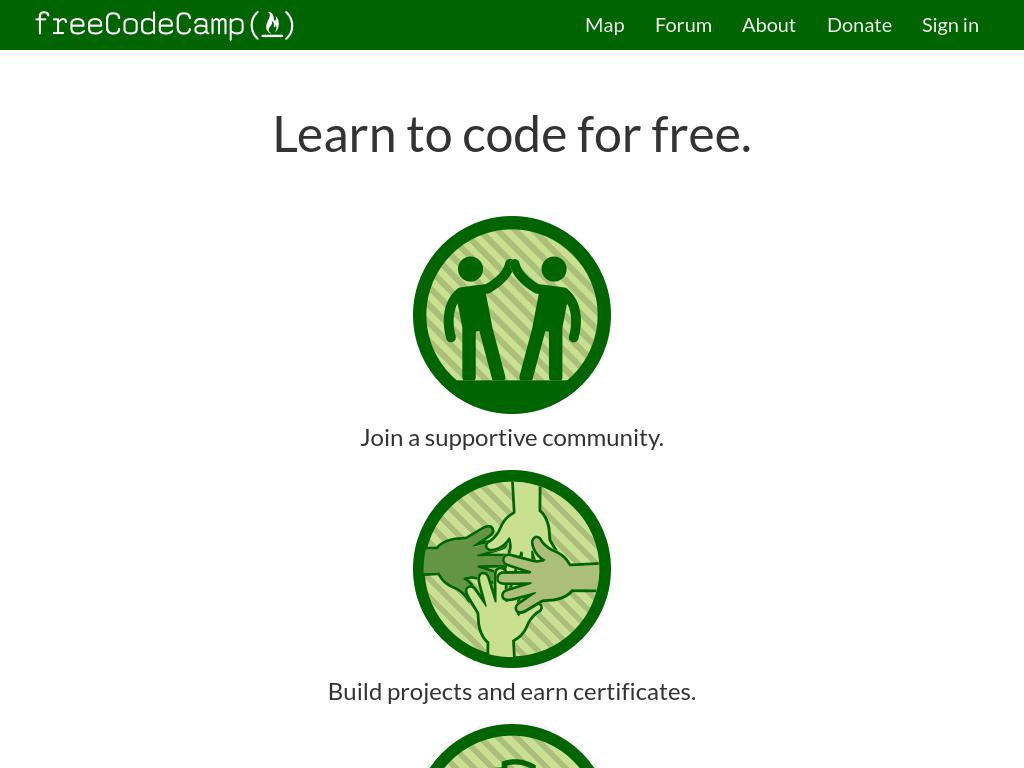 freeCodeCamp
Map Forum About Donate Sign in
Learn to code for free.
Join a supportive community.
Build projects and earn certificates.